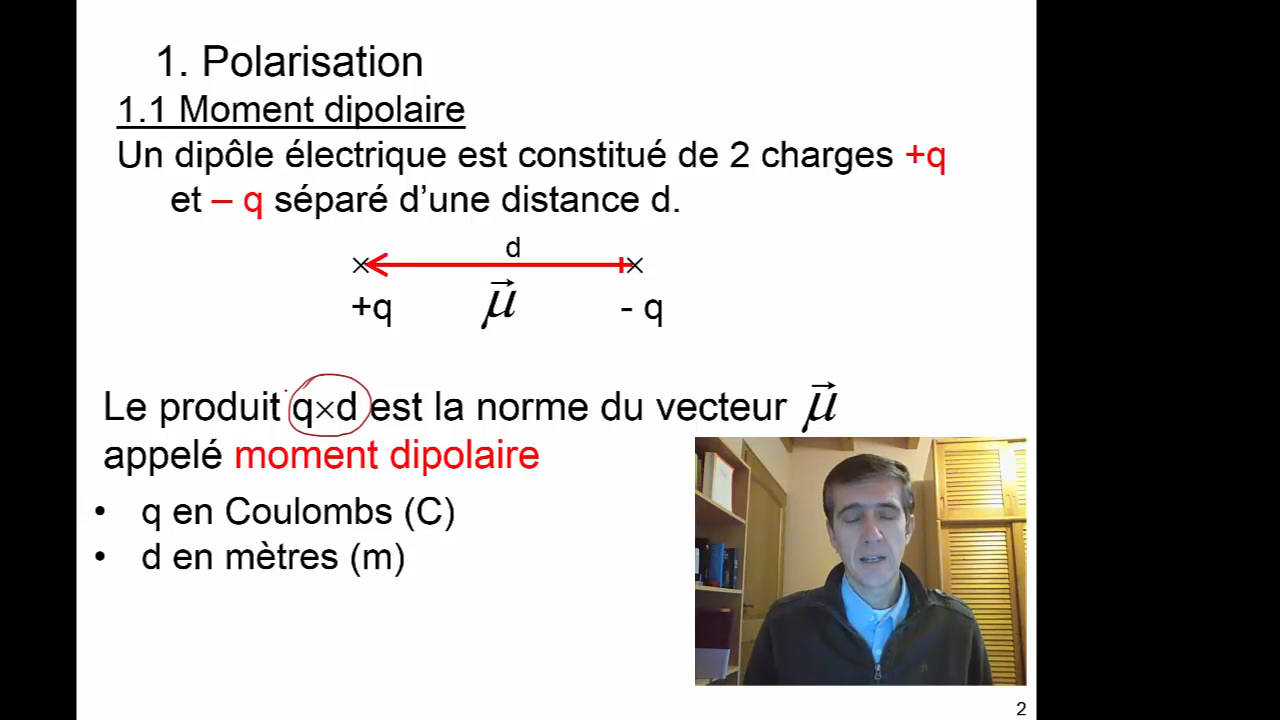 1. Polarisation
1.1 Moment dipolaire
Un dipôle électrique est constitué de 2 charges +q
et – q séparé d’une distance d.
d
× ×
+q μ⃗ - q
Le produit q×d est la norme du vecteur μ⃗
appelé moment dipolaire
• q en Coulombs (C)
• d en mètres (m)
2